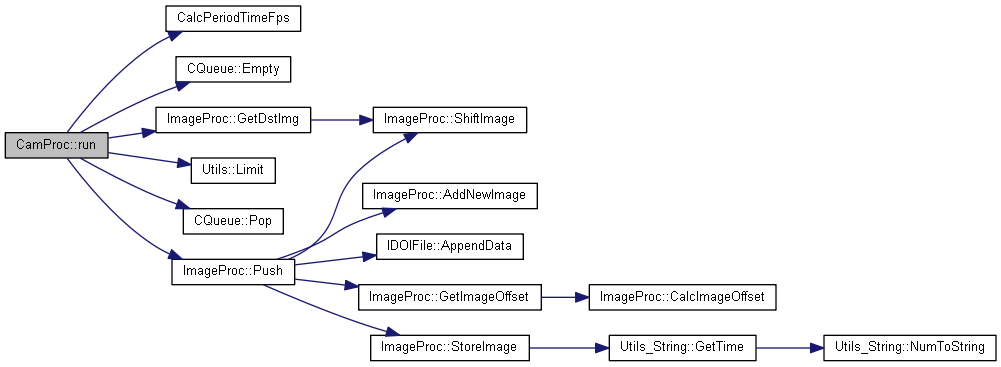 CalcPeriodTimeFps
CQueue::Empty
ImageProc::GetDstImg
ImageProc::ShiftImage
CamProc::run
Utils::Limit
ImageProc::AddNewImage
CQueue::Pop
IDOIFile::AppendData
ImageProc::Push
ImageProc::GetImageOffset
ImageProc::CalcImageOffset
ImageProc::StoreImage
Utils_String::GetTime
Utils_String::NumToString